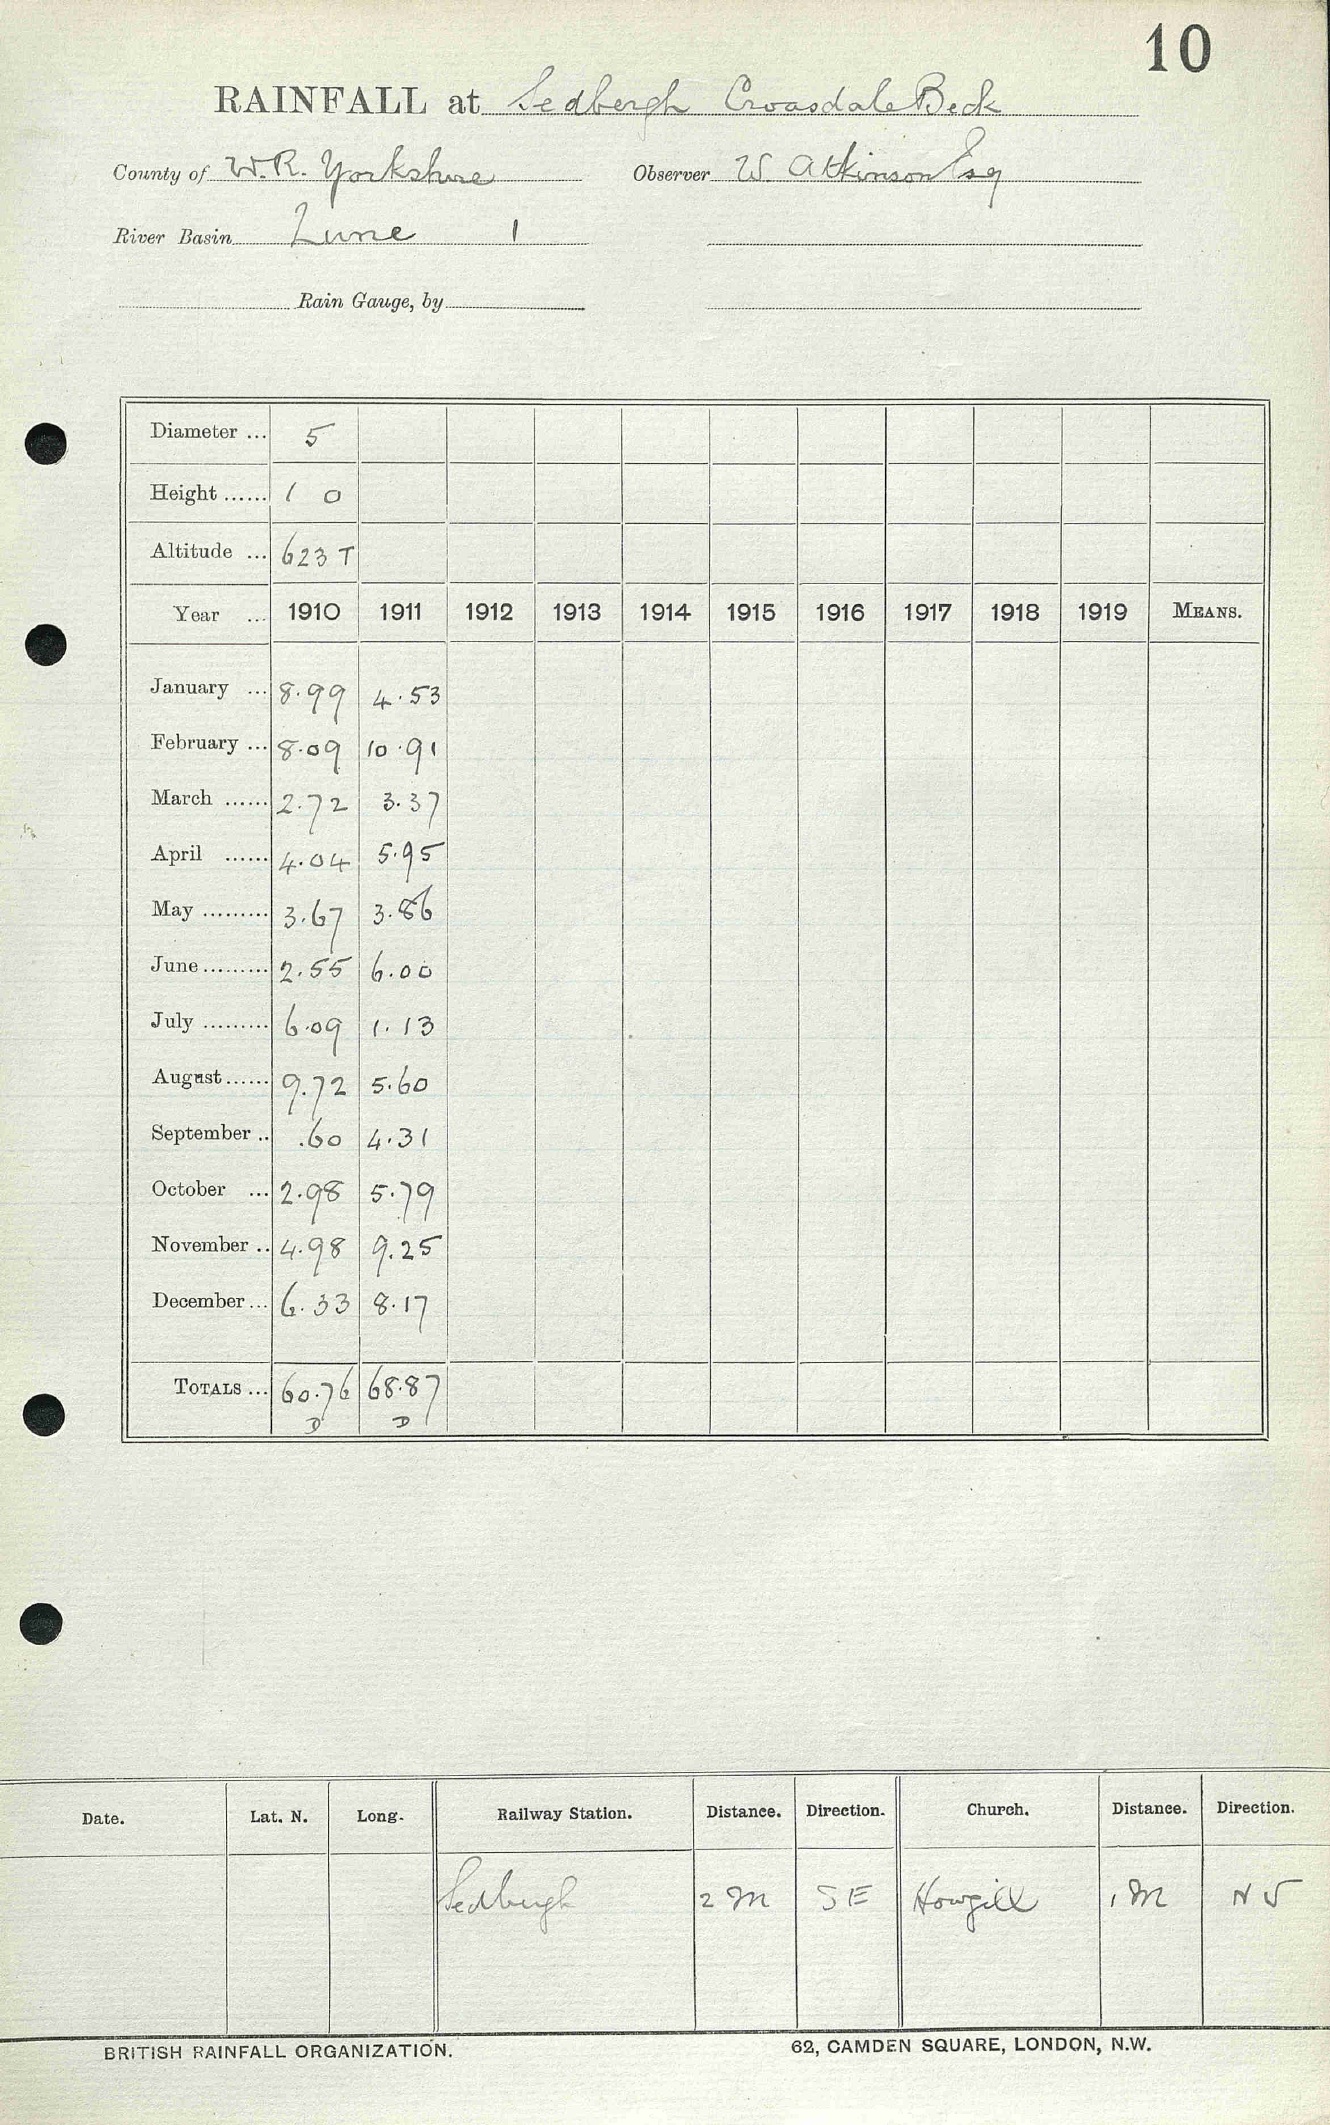 10
RAINFALL at Sedbergh Croasdale Beck
County of W.R. Yorkshire Observer W. Atkinson Esq
River Basin Lune 1
Rain Gauge, by
Diameter ... 5
Height ...... 1 0
Altitude ... 623 T
Year ... 1910 1911 1912 1913 1914 1915 1916 1917 1918 1919 MEANS.
January ... 8.99 4.53
February ... 8.09 10.91
March ...... 2.72 3.37
April ...... 4.04 5.95
May ......... 3.67 3.86
June ......... 2.55 6.00
July ......... 6.09 1.13
August ...... 9.72 5.60
September .. .60 4.31
October ... 2.98 5.79
November .. 4.98 9.25
December ... 6.33 8.17
TOTALS ... 60.76 68.87
D D
Date. Lat. N. Long. Railway Station. Distance. Direction. Church. Distance. Direction.
Sedbergh 2 M SE Howgill 1 M N W
BRITISH RAINFALL ORGANIZATION. 62, CAMDEN SQUARE, LONDON, N.W.